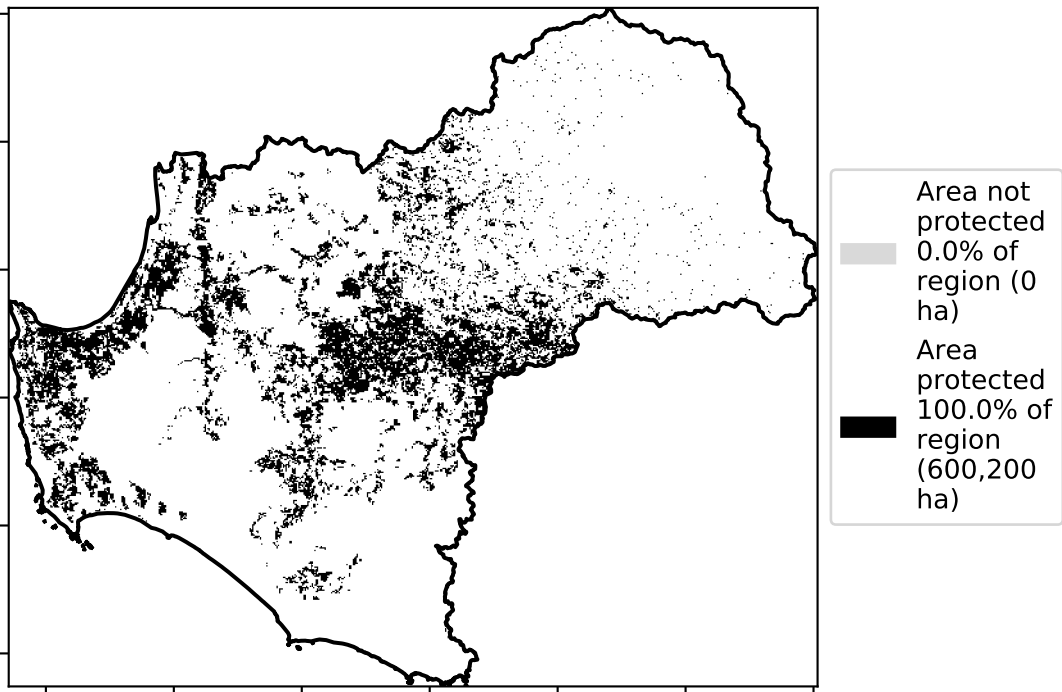 Area not
protected
0.0% of
region (0
ha)
Area
protected
100.0% of
region
(600,200
ha)